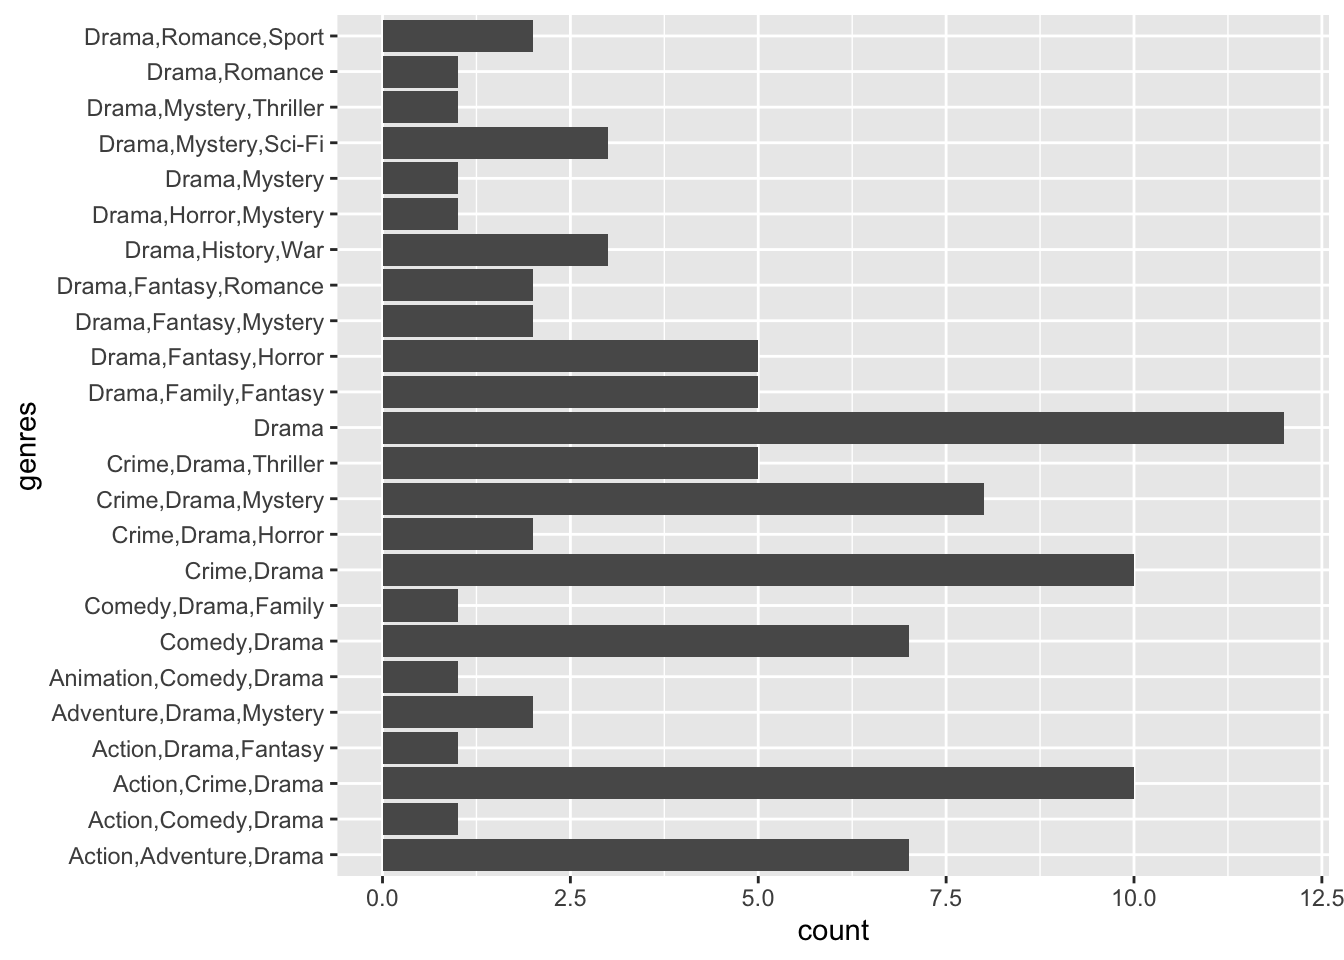 Drama,Romance,Sport
Drama,Romance
Drama,Mystery,Thriller
Drama,Mystery,Sci-Fi
Drama,Mystery
Drama,Horror,Mystery
Drama,History,War
Drama,Fantasy,Romance
Drama,Fantasy,Mystery
Drama,Fantasy,Horror
Drama,Family,Fantasy
Drama
Crime,Drama,Thriller
Crime,Drama,Mystery
Crime,Drama,Horror
Crime,Drama
Comedy,Drama,Family
Comedy,Drama
Animation,Comedy,Drama
Adventure,Drama,Mystery
Action,Drama,Fantasy
Action,Crime,Drama
Action,Comedy,Drama
Action,Adventure,Drama
genres
0.0 2.5 5.0 7.5 10.0 12.5
count